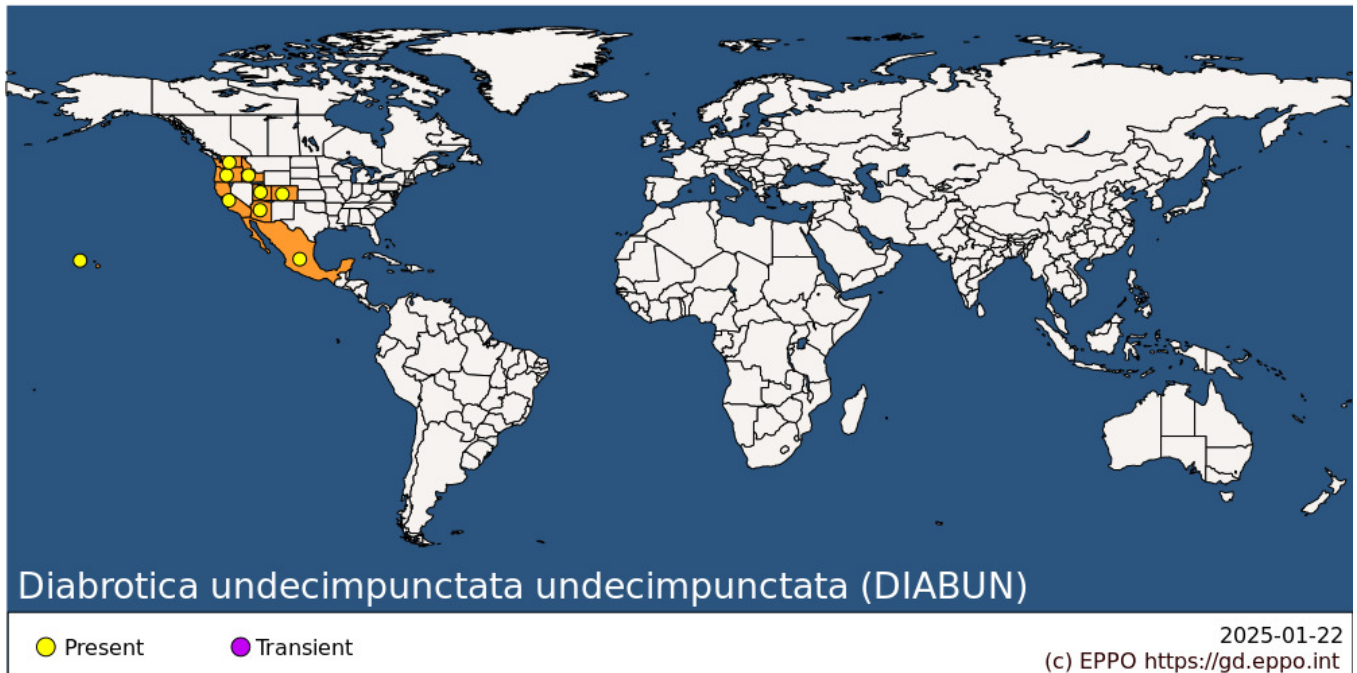 Diabrotica undecimpunctata undecimpunctata (DIABUN)
Present
Transient
2025-01-22
(c) EPPO https://gd.eppo.int